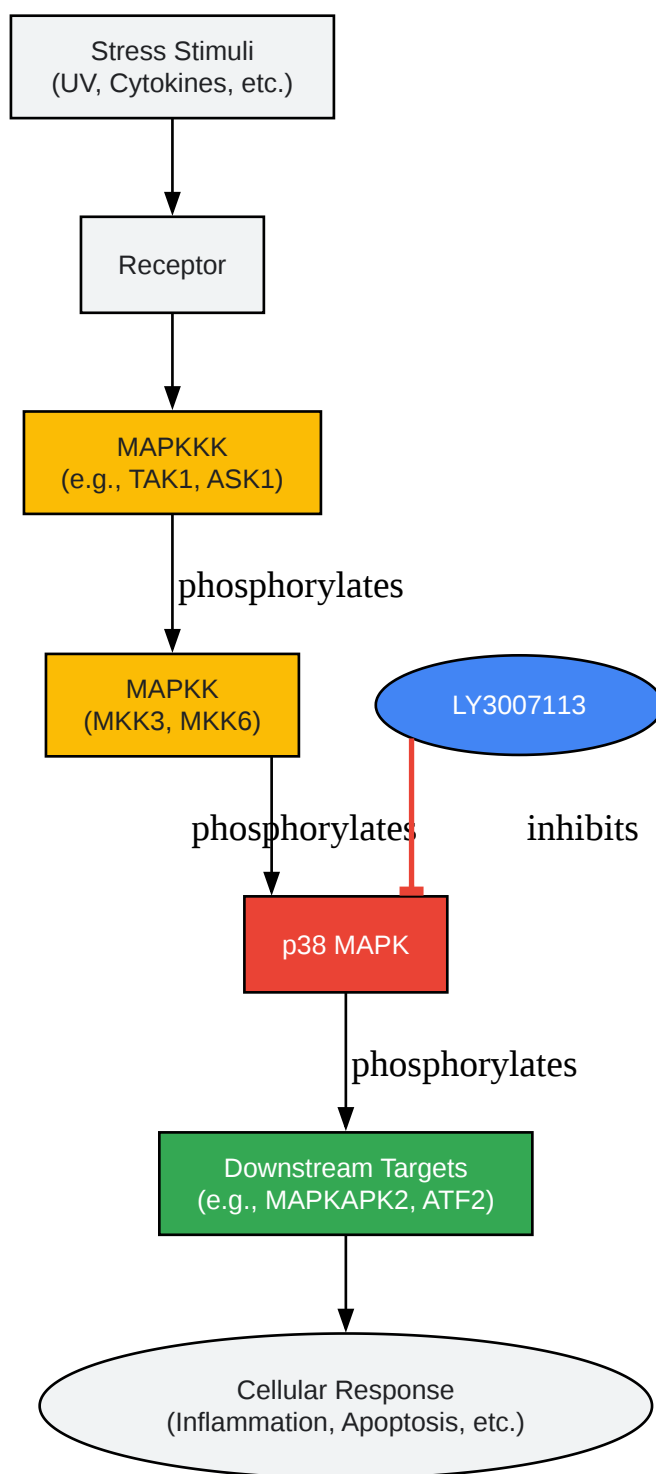 Stress Stimuli
(UV, Cytokines, etc.)
Receptor
MAPKKK
(e.g., TAK1, ASK1)
phosphorylates
MAPKK
(MKK3, MKK6)
LY3007113
phosphorylates
inhibits
p38 MAPK
phosphorylates
Downstream Targets
(e.g., MAPKAPK2, ATF2)
Cellular Response
(Inflammation, Apoptosis, etc.)